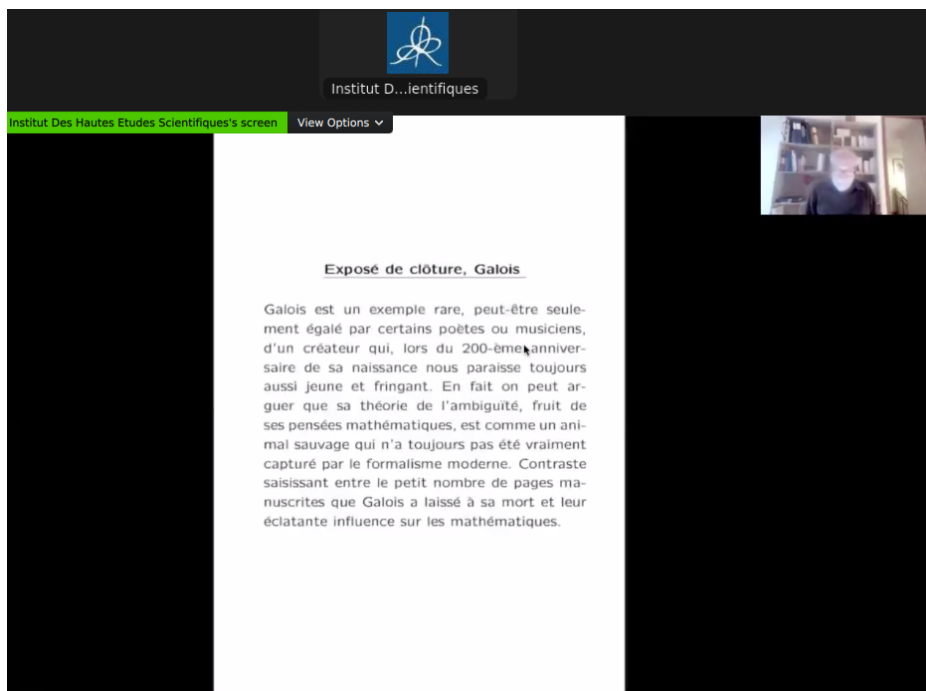 Institut D...ientifiques
Institut Des Hautes Etudes Scientifiques's screen View Options
Exposé de clôture, Galois
Galois est un exemple rare, peut-être seule-
ment égalé par certains poètes ou musiciens,
d'un créateur qui, lors du 200-ème anniver-
saire de sa naissance nous paraisse toujours
aussi jeune et fringant. En fait on peut ar-
guer que sa théorie de l'ambiguïté, fruit de
ses pensées mathématiques, est comme un ani-
mal sauvage qui n'a toujours pas été vraiment
capturé par le formalisme moderne. Contraste
saisissant entre le petit nombre de pages ma-
nuscrites que Galois a laissé à sa mort et leur
éclatante influence sur les mathématiques.